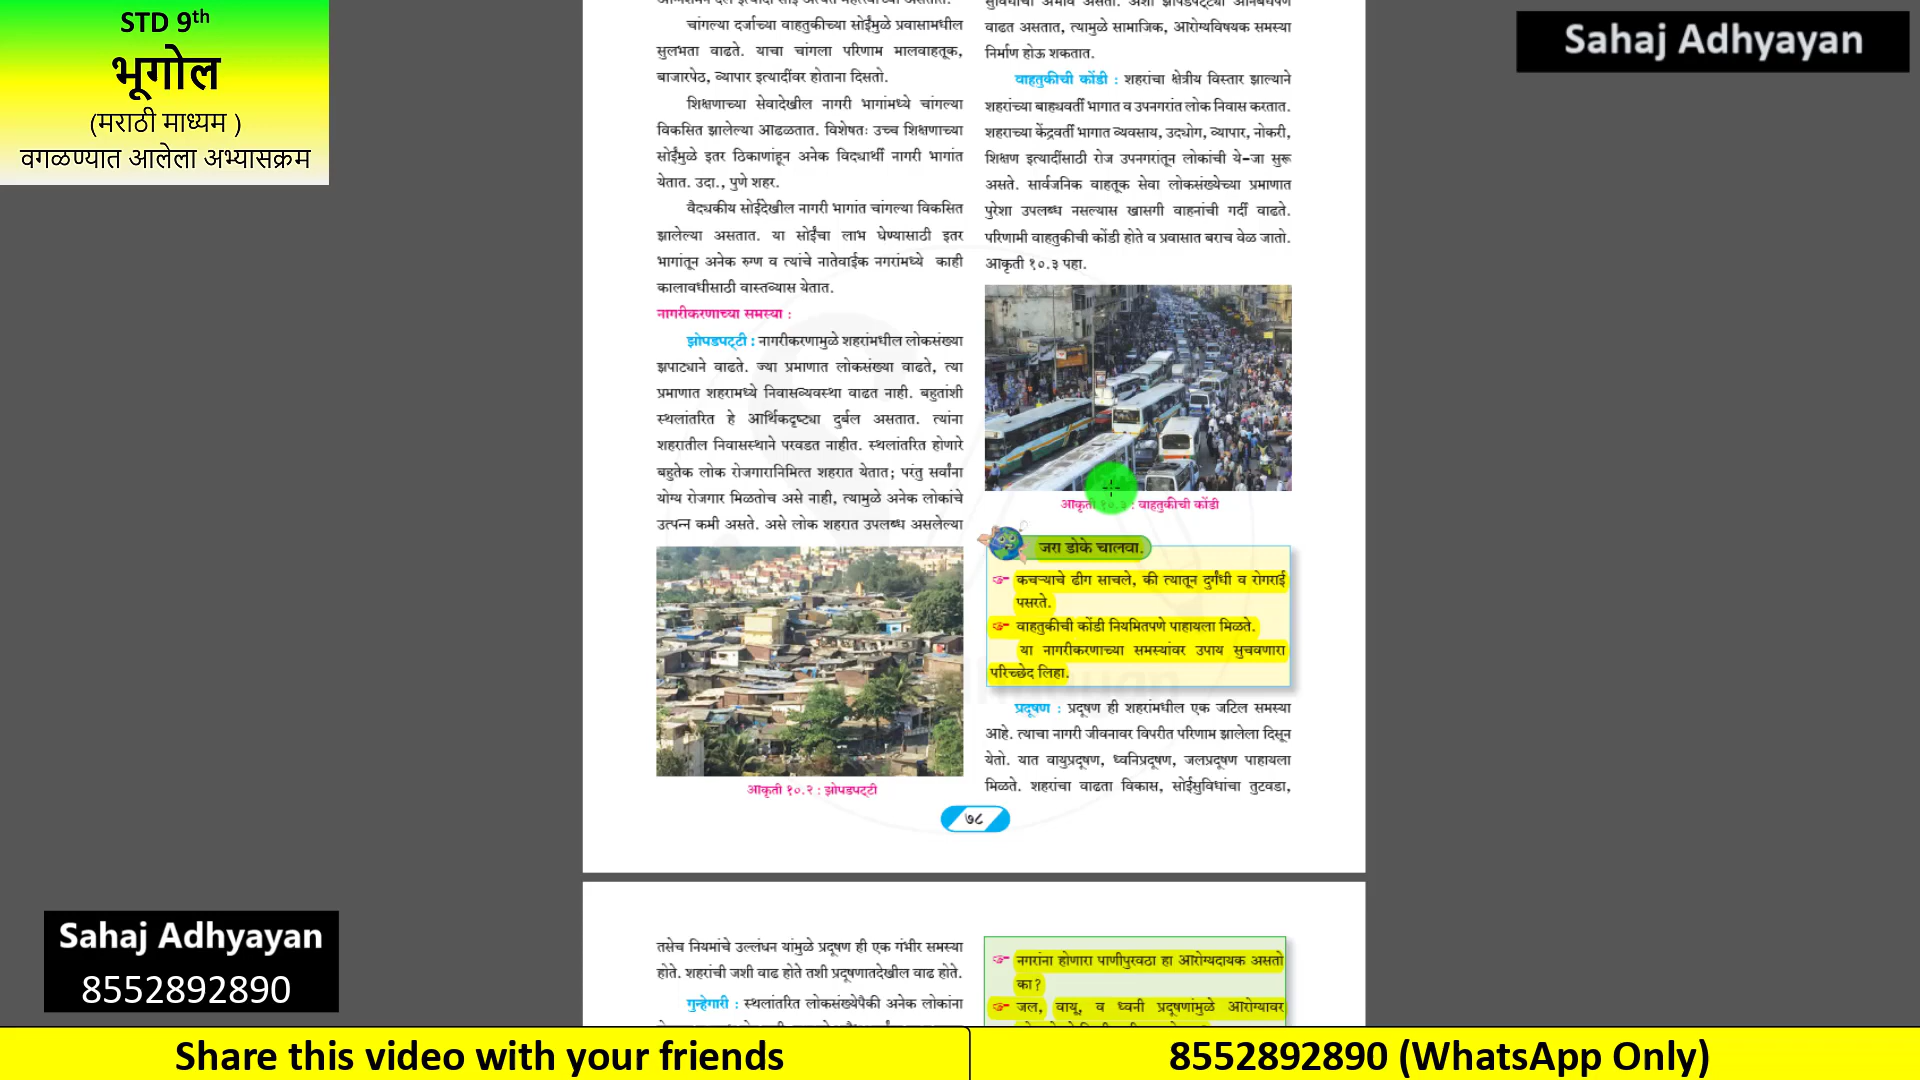 STD 9th
भूगोल
(मराठी माध्यम )
वगळण्यात आलेला अभ्यासक्रम
Sahaj Adhyayan
चांगल्या दर्जाच्या वाहतुकीच्या सोईंमुळे प्रवासामधील
सुलभता वाढते. याचा चांगला परिणाम मालवाहतूक,
बाजारपेठ, व्यापार इत्यादींवर होताना दिसतो.
शिक्षणाच्या सेवादेखील नागरी भागांमध्ये चांगल्या
विकसित झालेल्या आढळतात. विशेषतः उच्च शिक्षणाच्या
सोईंमुळे इतर ठिकाणांहून अनेक विद्यार्थी नागरी भागांत
येतात. उदा., पुणे शहर.
वैद्यकीय सोईदेखील नागरी भागांत चांगल्या विकसित
झालेल्या असतात. या सोईंचा लाभ घेण्यासाठी इतर
भागांतून अनेक रुग्ण व त्यांचे नातेवाईक नगरांमध्ये काही
कालावधीसाठी वास्तव्यास येतात.
नागरीकरणाच्या समस्या :
झोपडपट्टी : नागरीकरणामुळे शहरांमधील लोकसंख्या
झपाट्याने वाढते. ज्या प्रमाणात लोकसंख्या वाढते, त्या
प्रमाणात शहरामध्ये निवासव्यवस्था वाढत नाही. बहुतांशी
स्थलांतरित हे आर्थिकदृष्ट्या दुर्बल असतात. त्यांना
शहरातील निवासस्थाने परवडत नाहीत. स्थलांतरित होणारे
बहुतेक लोक रोजगारानिमित्त शहरात येतात; परंतु सर्वांना
योग्य रोजगार मिळतोच असे नाही, त्यामुळे अनेक लोकांचे
उत्पन्न कमी असते. असे लोक शहरात उपलब्ध असलेल्या
आकृती १०.२ : झोपडपट्टी
वाढत असतात, त्यामुळे सामाजिक, आरोग्यविषयक समस्या
निर्माण होऊ शकतात.
वाहतुकीची कोंडी : शहरांचा क्षेत्रीय विस्तार झाल्याने
शहरांच्या बाह्यवर्ती भागात व उपनगरांत लोक निवास करतात.
शहराच्या केंद्रवर्ती भागात व्यवसाय, उद्योग, व्यापार, नोकरी,
शिक्षण इत्यादींसाठी रोज उपनगरांतून लोकांची ये-जा सुरू
असते. सार्वजनिक वाहतूक सेवा लोकसंख्येच्या प्रमाणात
पुरेशा उपलब्ध नसल्यास खासगी वाहनांची गर्दी वाढते.
परिणामी वाहतुकीची कोंडी होते व प्रवासात बराच वेळ जातो.
आकृती १०.३ पहा.
आकृती : वाहतुकीची कोंडी
जरा डोके चालवा.
कचऱ्याचे ढीग साचले, की त्यातून दुर्गंधी व रोगराई
पसरते.
वाहतुकीची कोंडी नियमितपणे पाहायला मिळते.
या नागरीकरणाच्या समस्यांवर उपाय सुचवणारा
परिच्छेद लिहा.
प्रदूषण : प्रदूषण ही शहरांमधील एक जटिल समस्या
आहे. त्याचा नागरी जीवनावर विपरीत परिणाम झालेला दिसून
येतो. यात वायुप्रदूषण, ध्वनिप्रदूषण, जलप्रदूषण पाहायला
मिळते. शहरांचा वाढता विकास, सोईसुविधांचा तुटवडा,
७८
तसेच नियमांचे उल्लंघन यांमुळे प्रदूषण ही एक गंभीर समस्या
होते. शहरांची जशी वाढ होते तशी प्रदूषणातदेखील वाढ होते.
गुन्हेगारी : स्थलांतरित लोकसंख्येपैकी अनेक लोकांना
नगरांना होणारा पाणीपुरवठा हा आरोग्यदायक असतो
का?
जल, वायू, व ध्वनी प्रदूषणांमुळे आरोग्यावर
Sahaj Adhyayan
8552892890
Share this video with your friends
8552892890 (WhatsApp Only)